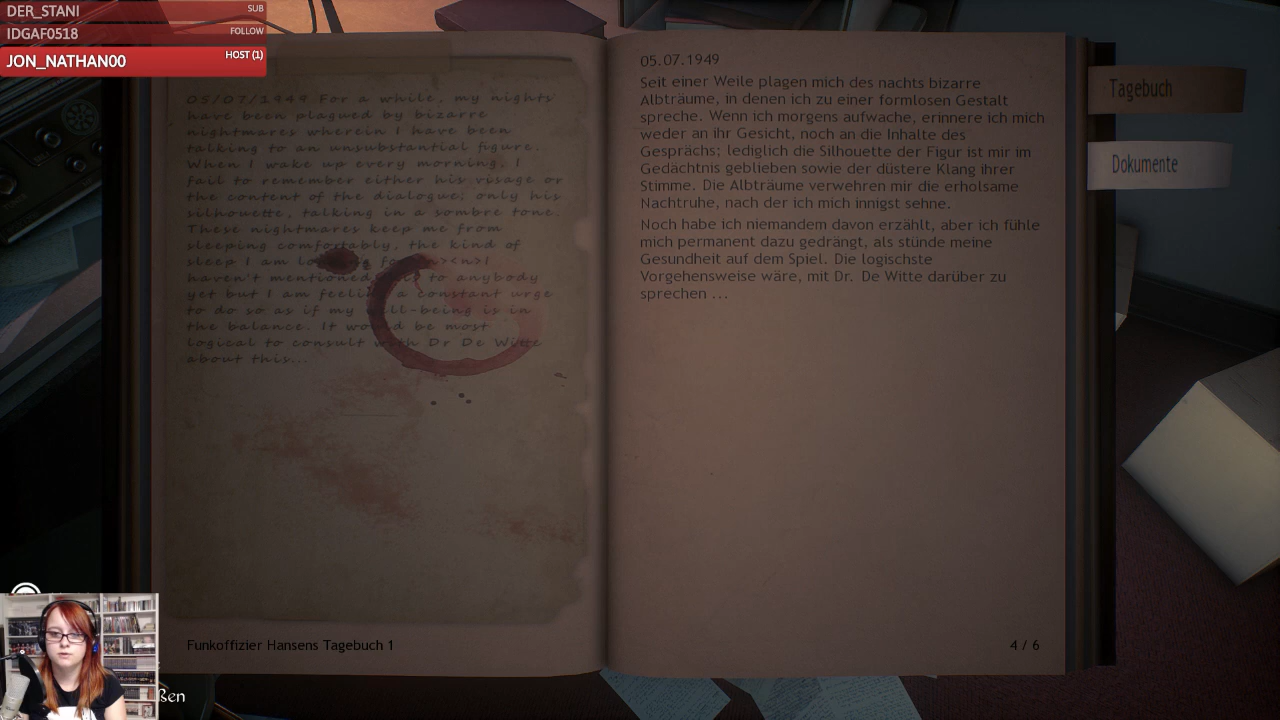 DER_STANI
SUB
IDGAF0518
FOLLOW
JON_NATHAN00
HOST (1)
05/07/1949 For a while, my nights
have been plagued by bizarre
nightmares wherein I have been
talking to an unsubstantial figure.
When I wake up every morning, I
fail to remember either his visage or
the content of the dialogue; only his
silhouette, talking in a sombre tone.
These nightmares keep me from
sleeping comfortably, the kind of
sleep I am
haven't mentioned to anybody
yet but I am a constant urge
to do so as if my well-being is in
the balance. It would be most
logical to consult with Dr De Witte
about this...
Funkoffizier Hansens Tagebuch 1
05.07.1949
Seit einer Weile plagen mich des nachts bizarre
Albträume, in denen ich zu einer formlosen Gestalt
spreche. Wenn ich morgens aufwache, erinnere ich mich
weder an ihr Gesicht, noch an die Inhalte des
Gesprächs; lediglich die Silhouette der Figur ist mir im
Gedächtnis geblieben sowie der düstere Klang ihrer
Stimme. Die Albträume verwehren mir die erholsame
Nachtruhe, nach der ich mich innigst sehne.
Noch habe ich niemandem davon erzählt, aber ich fühle
mich permanent dazu gedrängt, als stünde meine
Gesundheit auf dem Spiel. Die logischste
Vorgehensweise wäre, mit Dr. De Witte darüber zu
sprechen ...
4 / 6
Tagebuch
Dokumente
ßen